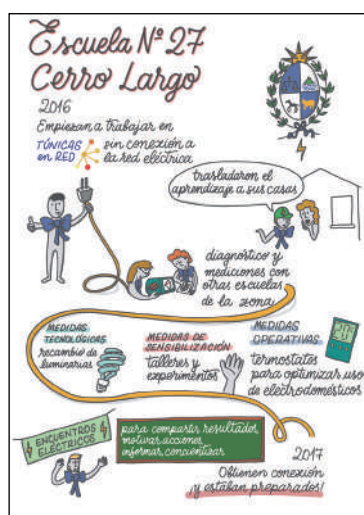 Escuela Nº 27
Cerro Largo
2016
Empiezan a trabajar en
TÚNICAS en RED sin conexión a
la red eléctrica
trasladaron el
aprendizaje a sus casas
diagnóstico y
mediciones con
otras escuelas
de la zona
MEDIDAS
TECNOLÓGICAS
recambio de
luminarias
MEDIDAS DE
SENSIBILIZACIÓN
talleres y
experimentos
MEDIDAS
OPERATIVAS
termostatos
para optimizar uso
de electrodomésticos
ENCUENTROS
ELÉCTRICOS
para compartir resultados,
motivar acciones,
informar, concientizar
2017
Obtienen conexión
¡y estaban preparados!